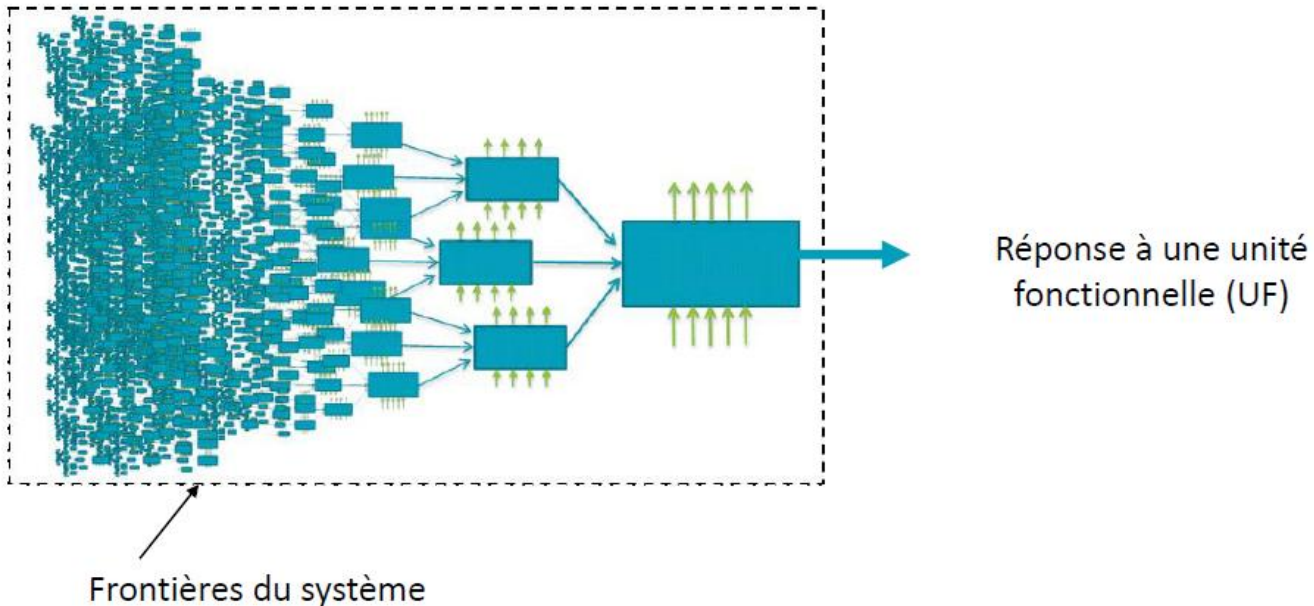 Réponse à une unité
fonctionnelle (UF)
Frontières du système